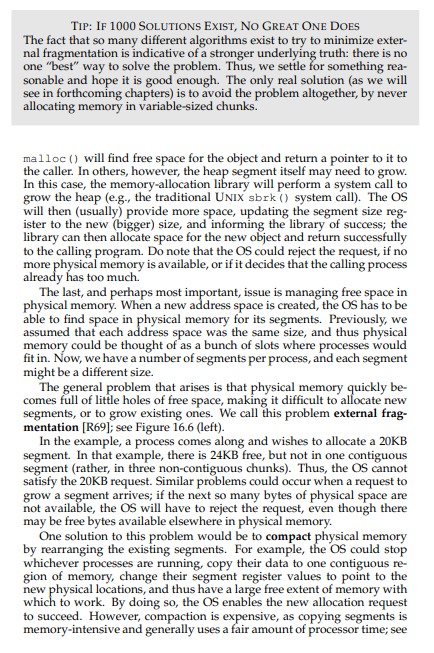 TIP: IF 1000 SOLUTIONS EXIST, NO GREAT ONE DOES
The fact that so many different algorithms exist to try to minimize exter-
nal fragmentation is indicative of a stronger underlying truth: there is no
one “best” way to solve the problem. Thus, we settle for something rea-
sonable and hope it is good enough. The only real solution (as we will
see in forthcoming chapters) is to avoid the problem altogether, by never
allocating memory in variable-sized chunks.
malloc() will find free space for the object and return a pointer to it to
the caller. In others, however, the heap segment itself may need to grow.
In this case, the memory-allocation library will perform a system call to
grow the heap (e.g., the traditional UNIX sbrk() system call). The OS
will then (usually) provide more space, updating the segment size reg-
ister to the new (bigger) size, and informing the library of success; the
library can then allocate space for the new object and return successfully
to the calling program. Do note that the OS could reject the request, if no
more physical memory is available, or if it decides that the calling process
already has too much.
The last, and perhaps most important, issue is managing free space in
physical memory. When a new address space is created, the OS has to be
able to find space in physical memory for its segments. Previously, we
assumed that each address space was the same size, and thus physical
memory could be thought of as a bunch of slots where processes would
fit in. Now, we have a number of segments per process, and each segment
might be a different size.
The general problem that arises is that physical memory quickly be-
comes full of little holes of free space, making it difficult to allocate new
segments, or to grow existing ones. We call this problem external frag-
mentation [R69]; see Figure 16.6 (left).
In the example, a process comes along and wishes to allocate a 20KB
segment. In that example, there is 24KB free, but not in one contiguous
segment (rather, in three non-contiguous chunks). Thus, the OS cannot
satisfy the 20KB request. Similar problems could occur when a request to
grow a segment arrives; if the next so many bytes of physical space are
not available, the OS will have to reject the request, even though there
may be free bytes available elsewhere in physical memory.
One solution to this problem would be to compact physical memory
by rearranging the existing segments. For example, the OS could stop
whichever processes are running, copy their data to one contiguous re-
gion of memory, change their segment register values to point to the
new physical locations, and thus have a large free extent of memory with
which to work. By doing so, the OS enables the new allocation request
to succeed. However, compaction is expensive, as copying segments is
memory-intensive and generally uses a fair amount of processor time; see